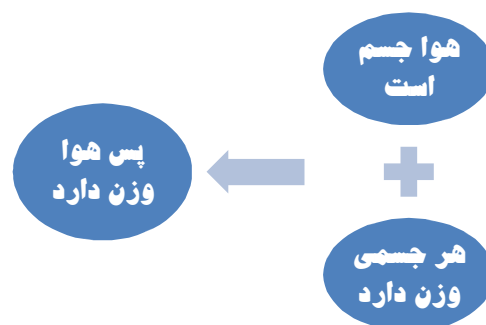 هوا جسم
است
هر جسمی
وزن دارد
پس هوا
وزن دارد